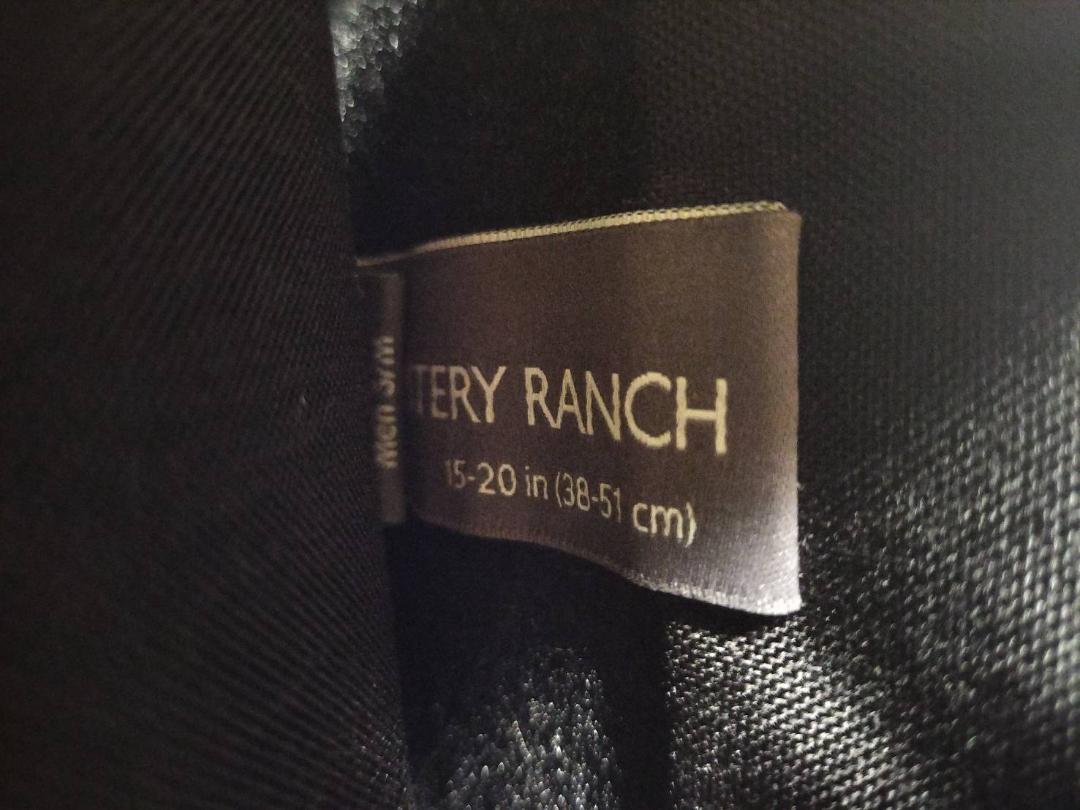 TERY RANCH
15-20 in (38-51 cm)
Men S/M